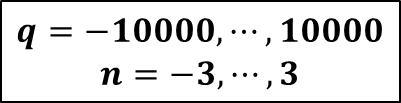 q = −10000, ⋯ , 10000
n = −3, ⋯ , 3